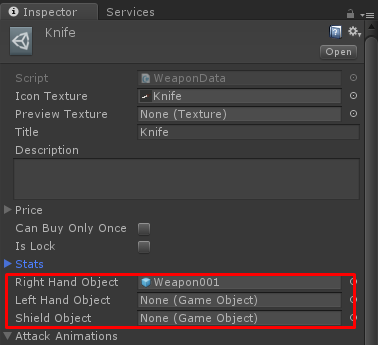 Inspector Services
Knife
Open
Script WeaponData
Icon Texture Knife
Preview Texture None (Texture)
Title Knife
Description
Price
Can Buy Only Once
Is Lock
Stats
Right Hand Object Weapon001
Left Hand Object None (Game Object)
Shield Object None (Game Object)
Attack Animations